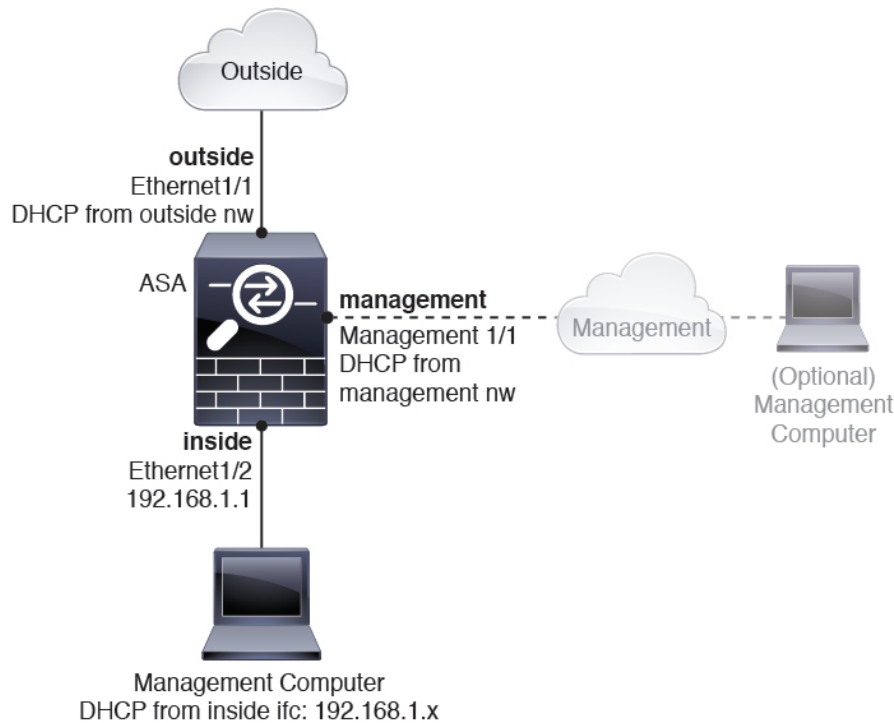 Outside
outside
Ethernet1/1
DHCP from outside nw
ASA
management
Management 1/1
DHCP from
management nw
Management
(Optional)
Management
Computer
inside
Ethernet1/2
192.168.1.1
Management Computer
DHCP from inside ifc: 192.168.1.x